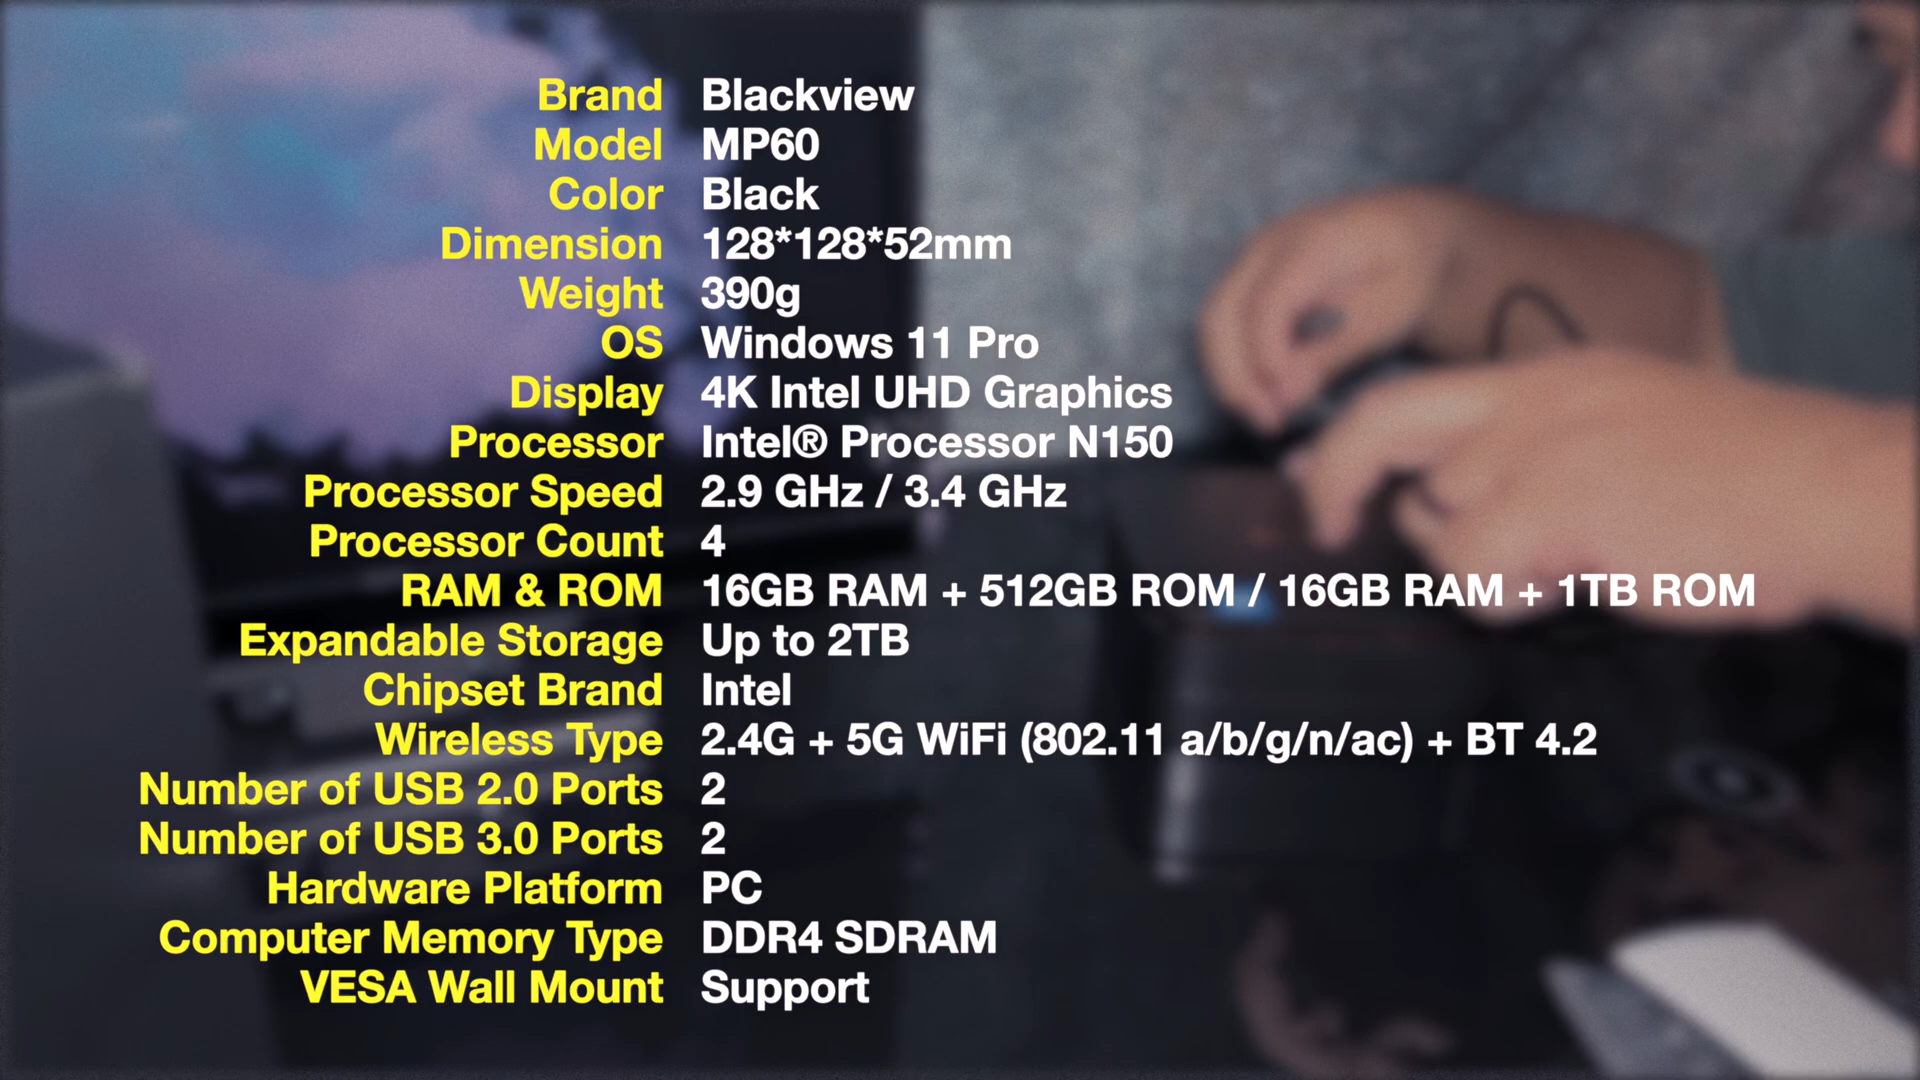 Brand Blackview
Model MP60
Color Black
Dimension 128*128*52mm
Weight 390g
OS Windows 11 Pro
Display 4K Intel UHD Graphics
Processor Intel® Processor N150
Processor Speed 2.9 GHz / 3.4 GHz
Processor Count 4
RAM & ROM 16GB RAM + 512GB ROM / 16GB RAM + 1TB ROM
Expandable Storage Up to 2TB
Chipset Brand Intel
Wireless Type 2.4G + 5G WiFi (802.11 a/b/g/n/ac) + BT 4.2
Number of USB 2.0 Ports 2
Number of USB 3.0 Ports 2
Hardware Platform PC
Computer Memory Type DDR4 SDRAM
VESA Wall Mount Support